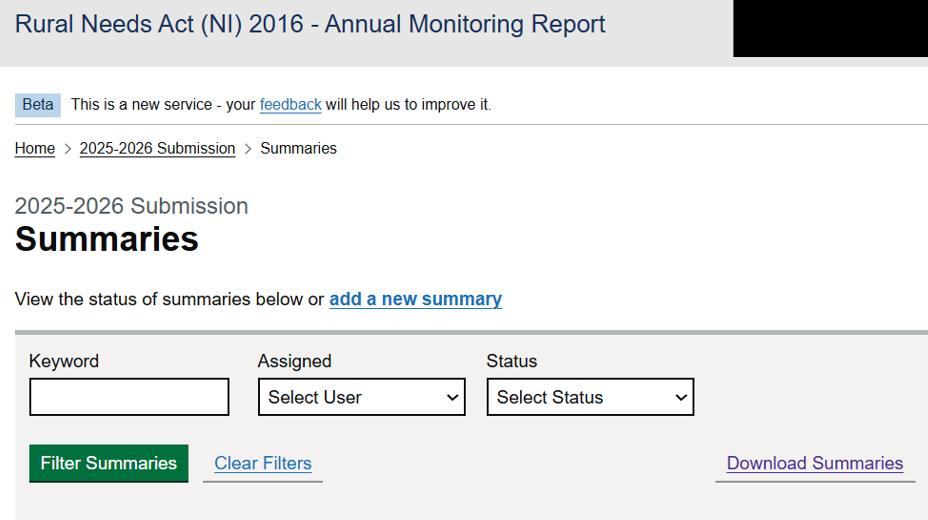 Rural Needs Act (NI) 2016 - Annual Monitoring Report
Beta This is a new service - your feedback will help us to improve it.
Home > 2025-2026 Submission > Summaries
2025-2026 Submission
Summaries
View the status of summaries below or add a new summary
Keyword Assigned Status
Select User Select Status
Filter Summaries Clear Filters Download Summaries